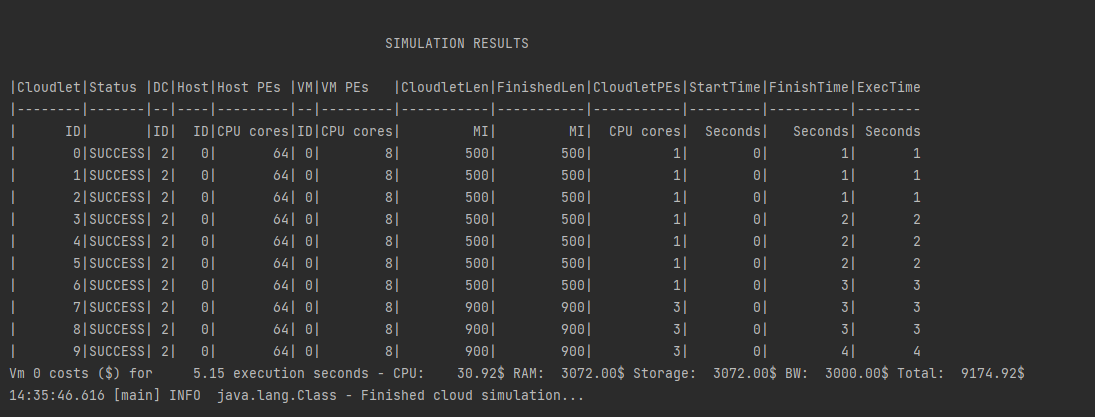 SIMULATION RESULTS
|Cloudlet|Status |DC|Host|Host PEs |VM|VM PEs   |CloudletLen|FinishedLen|CloudletPEs|StartTime|FinishTime|ExecTime
|--------|-------|--|----|---------|--|---------|-----------|-----------|-----------|---------|----------|--------
|      ID|       |ID|  ID|CPU cores|ID|CPU cores|         MI|         MI|  CPU cores|  Seconds|   Seconds| Seconds
|       0|SUCCESS| 2|   0|       64| 0|        8|        500|        500|          1|        0|         1|       1
|       1|SUCCESS| 2|   0|       64| 0|        8|        500|        500|          1|        0|         1|       1
|       2|SUCCESS| 2|   0|       64| 0|        8|        500|        500|          1|        0|         1|       1
|       3|SUCCESS| 2|   0|       64| 0|        8|        500|        500|          1|        0|         2|       2
|       4|SUCCESS| 2|   0|       64| 0|        8|        500|        500|          1|        0|         2|       2
|       5|SUCCESS| 2|   0|       64| 0|        8|        500|        500|          1|        0|         2|       2
|       6|SUCCESS| 2|   0|       64| 0|        8|        500|        500|          1|        0|         3|       3
|       7|SUCCESS| 2|   0|       64| 0|        8|        900|        900|          3|        0|         3|       3
|       8|SUCCESS| 2|   0|       64| 0|        8|        900|        900|          3|        0|         3|       3
|       9|SUCCESS| 2|   0|       64| 0|        8|        900|        900|          3|        0|         4|       4
Vm 0 costs ($) for     5.15 execution seconds - CPU:    30.92$ RAM:  3072.00$ Storage:  3072.00$ BW:  3000.00$ Total:  9174.92$
14:35:46.616 [main] INFO  java.lang.Class - Finished cloud simulation...